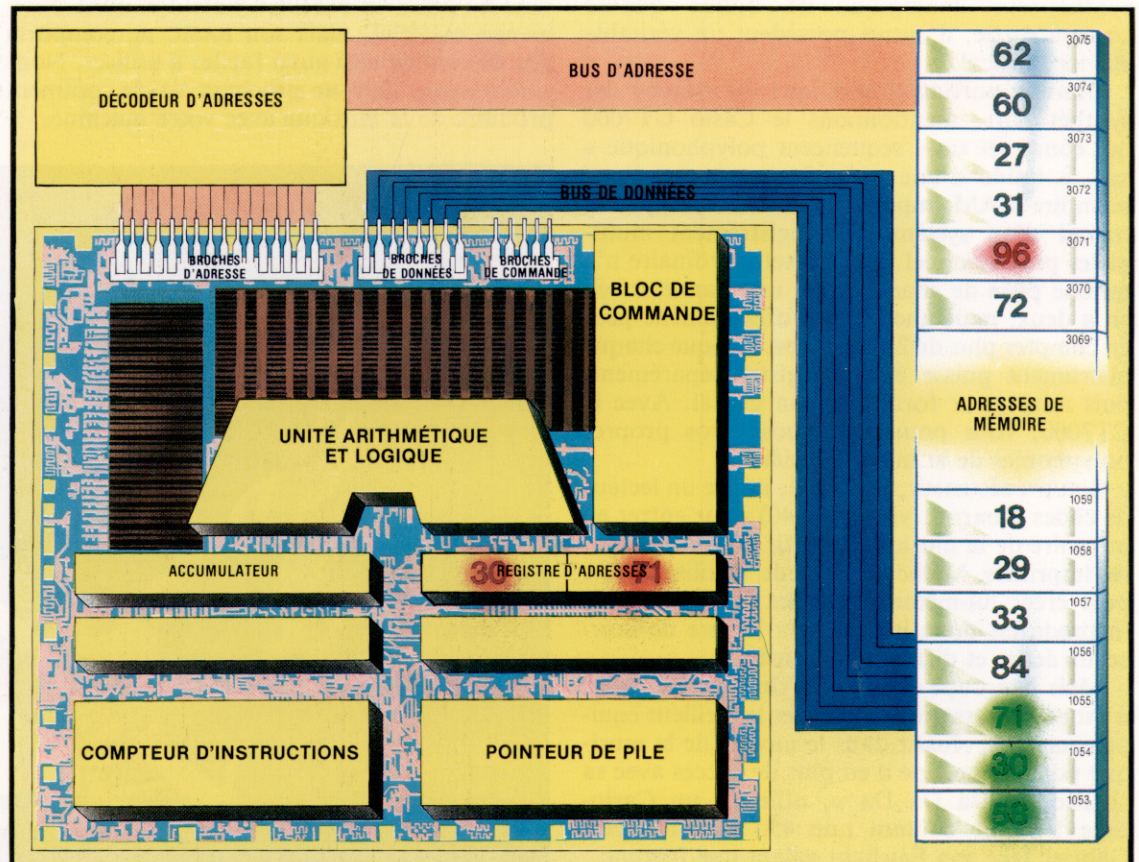 DÉCODEUR D'ADRESSES
BUS D'ADRESSE
BUS DE DONNÉES
BROCHES
D'ADRESSE
BROCHES
DE DONNÉES
BROCHES
DE COMMANDE
BLOC DE
COMMANDE
UNITÉ ARITHMÉTIQUE
ET LOGIQUE
ACCUMULATEUR
30 REGISTRE D'ADRESSES 71
COMPTEUR D'INSTRUCTIONS
POINTEUR DE PILE
62 3075
60 3074
27 3073
31 3072
96 3071
72 3070
3069
ADRESSES DE
MÉMOIRE
18 1059
29 1058
33 1057
84 1056
71 1055
30 1054
1053